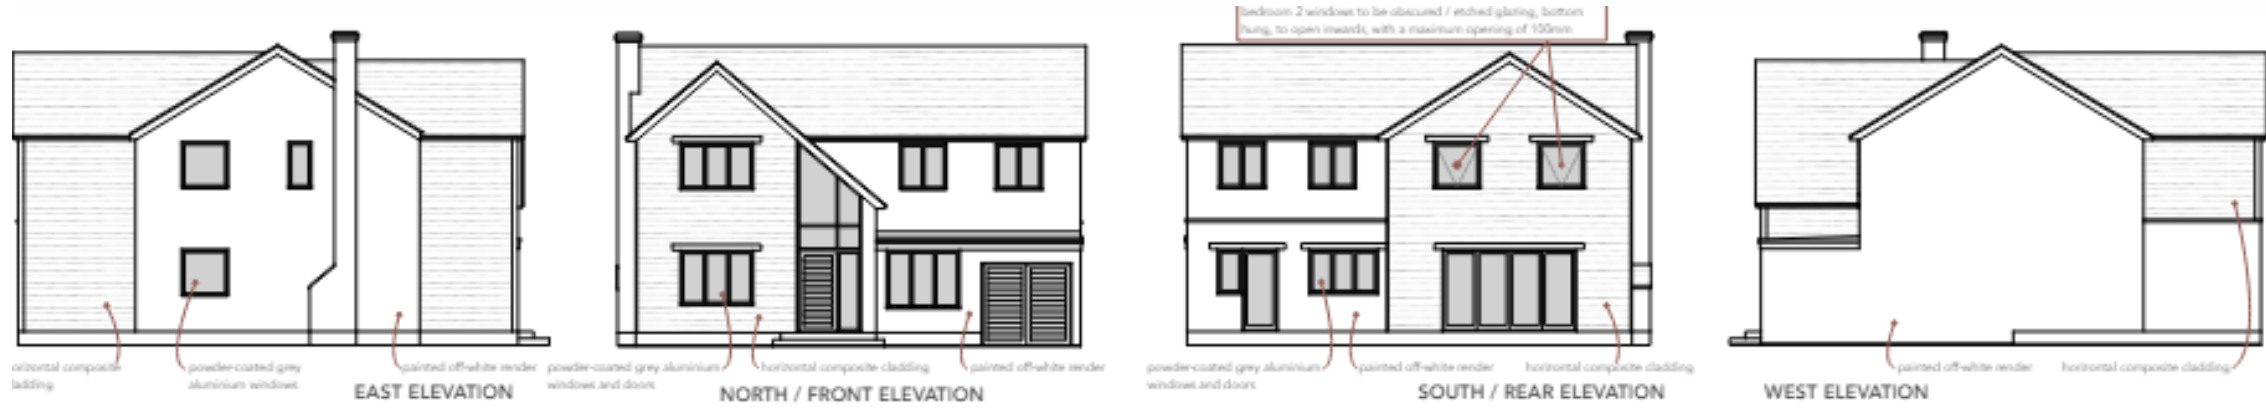 bedroom 2 windows to be obscured / etched glazing, bottom
hung, to open inwards, with a maximum opening of 100mm
orizontal composite
ladding
powder-coated grey
aluminium windows
painted off-white render
EAST ELEVATION
powder-coated grey aluminium
windows and doors
horizontal composite cladding
painted off-white render
NORTH / FRONT ELEVATION
powder-coated grey aluminium
windows and doors
painted off-white render
horizontal composite cladding
SOUTH / REAR ELEVATION
painted off-white render
horizontal composite cladding
WEST ELEVATION